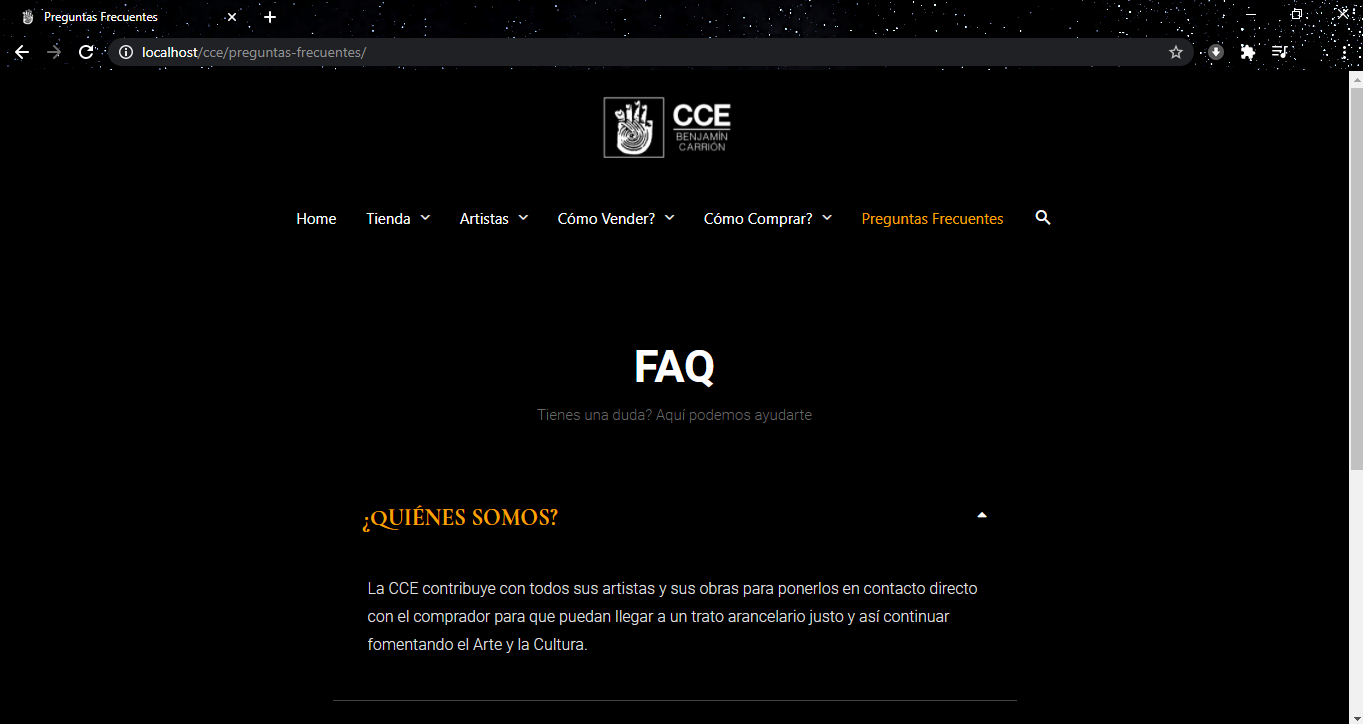 Preguntas Frecuentes
localhost/cce/preguntas-frecuentes/
CCE
BENJAMÍN
CARRIÓN
Home Tienda Artistas Cómo Vender? Cómo Comprar? Preguntas Frecuentes
FAQ
Tienes una duda? Aquí podemos ayudarte
¿QUIÉNES SOMOS?
La CCE contribuye con todos sus artistas y sus obras para ponerlos en contacto directo
con el comprador para que puedan llegar a un trato arancelario justo y así continuar
fomentando el Arte y la Cultura.